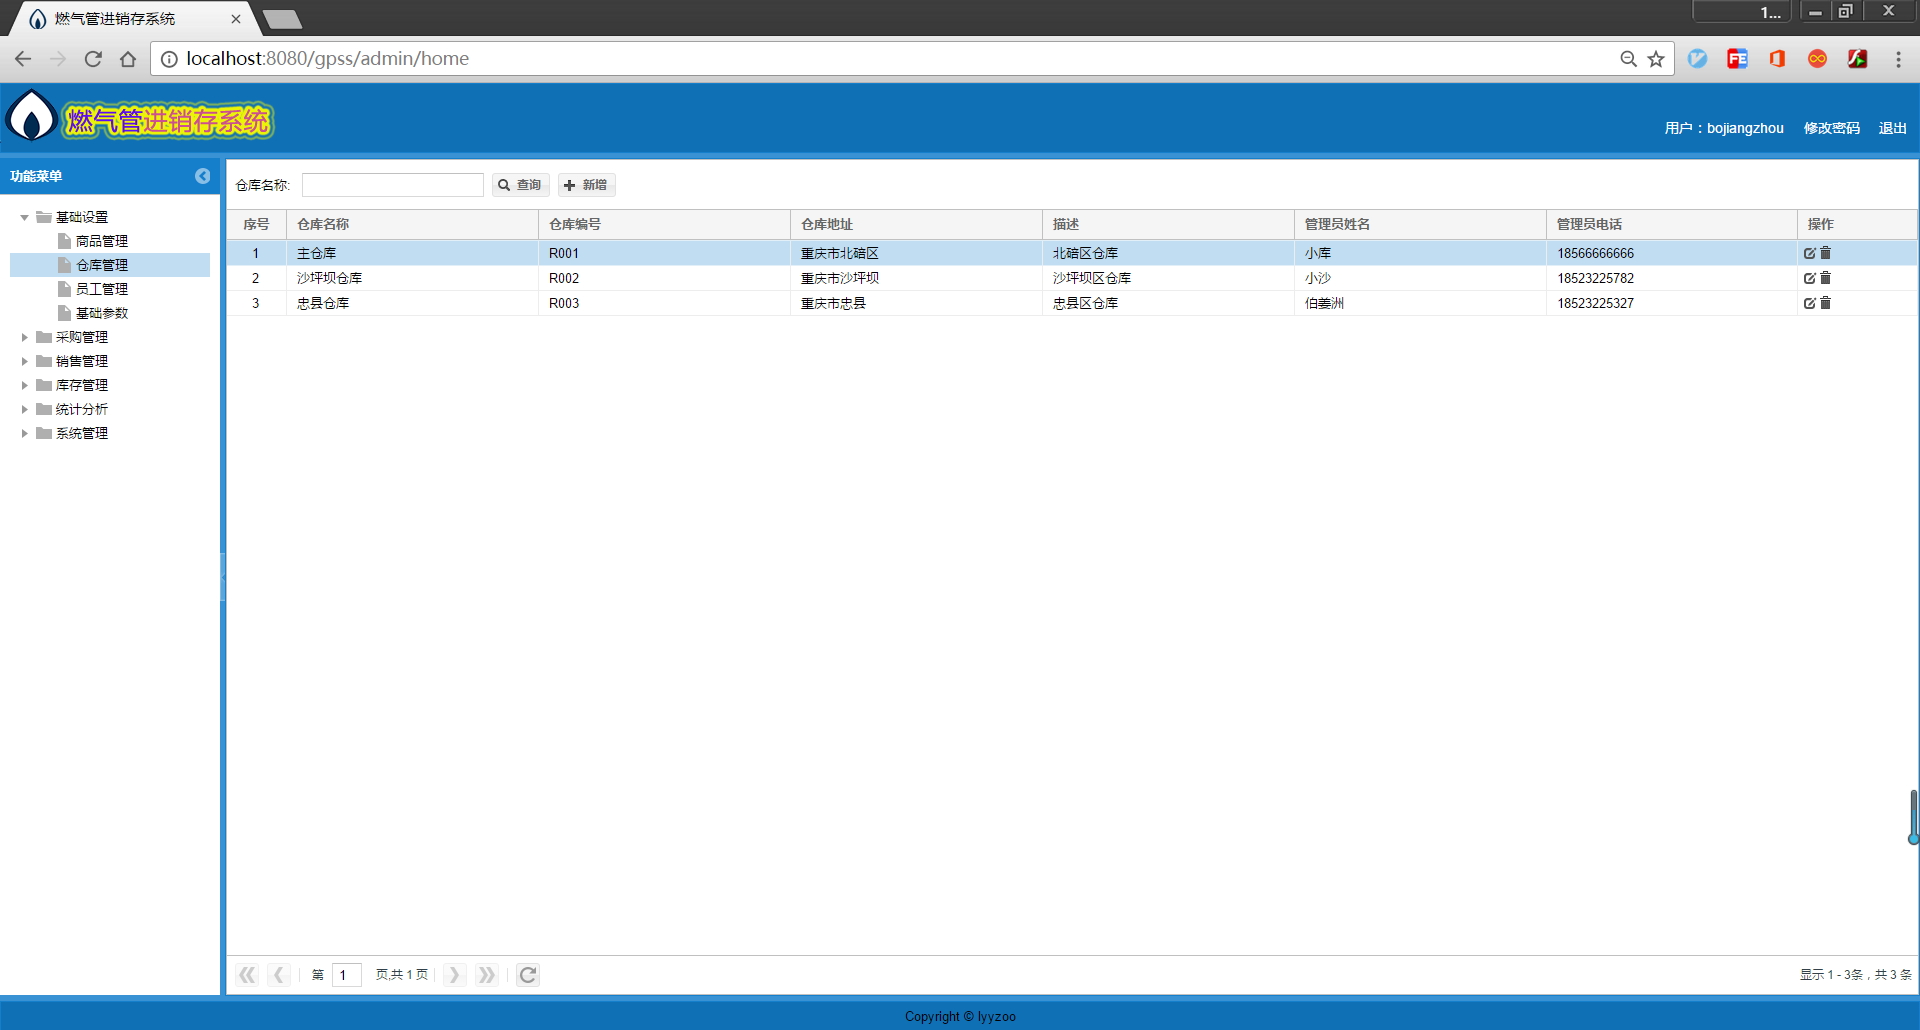 燃气管进销存系统
1...
localhost:8080/gpss/admin/home
燃气管进销存系统
用户：bojiangzhou 修改密码 退出
功能菜单
基础设置
商品管理
仓库管理
员工管理
基础参数
采购管理
销售管理
库存管理
统计分析
系统管理
仓库名称: 查询 新增
序号 仓库名称 仓库编号 仓库地址 描述 管理员姓名 管理员电话 操作
1 主仓库 R001 重庆市北碚区 北碚区仓库 小库 18566666666
2 沙坪坝仓库 R002 重庆市沙坪坝 沙坪坝区仓库 小沙 18523225782
3 忠县仓库 R003 重庆市忠县 忠县区仓库 伯姜洲 18523225327
第 1 页,共 1 页
显示 1 - 3条，共 3 条
Copyright © lyyzoo